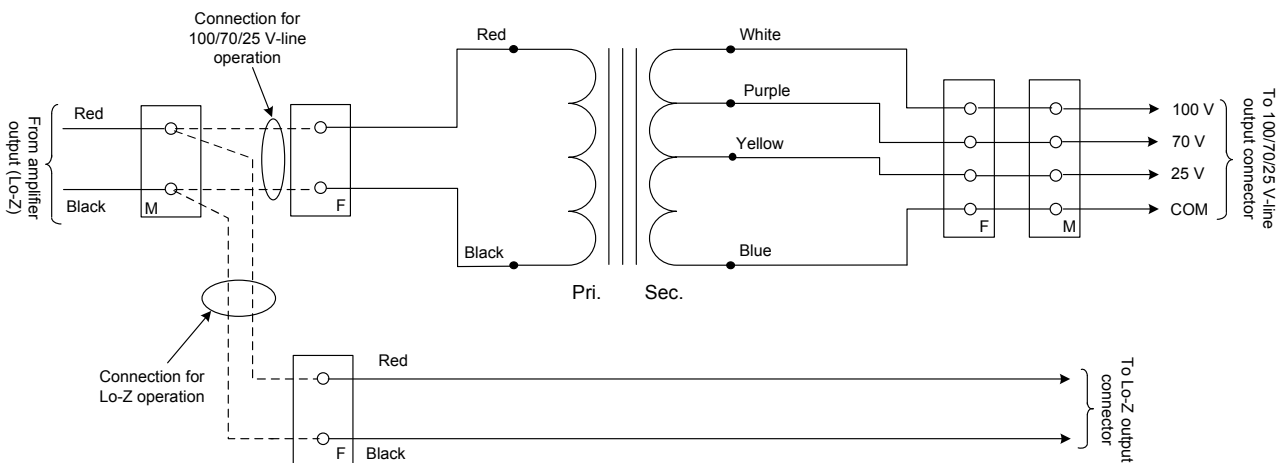 Connection for
100/70/25 V-line
operation
Red
White
Purple
Yellow
Black
Blue
Pri.
Sec.
From amplifier
output (Lo-Z)
Red
Black
M
F
F
M
100 V
70 V
25 V
COM
To 100/70/25 V-line
output connector
Connection for
Lo-Z operation
Red
F
Black
To Lo-Z output
connector